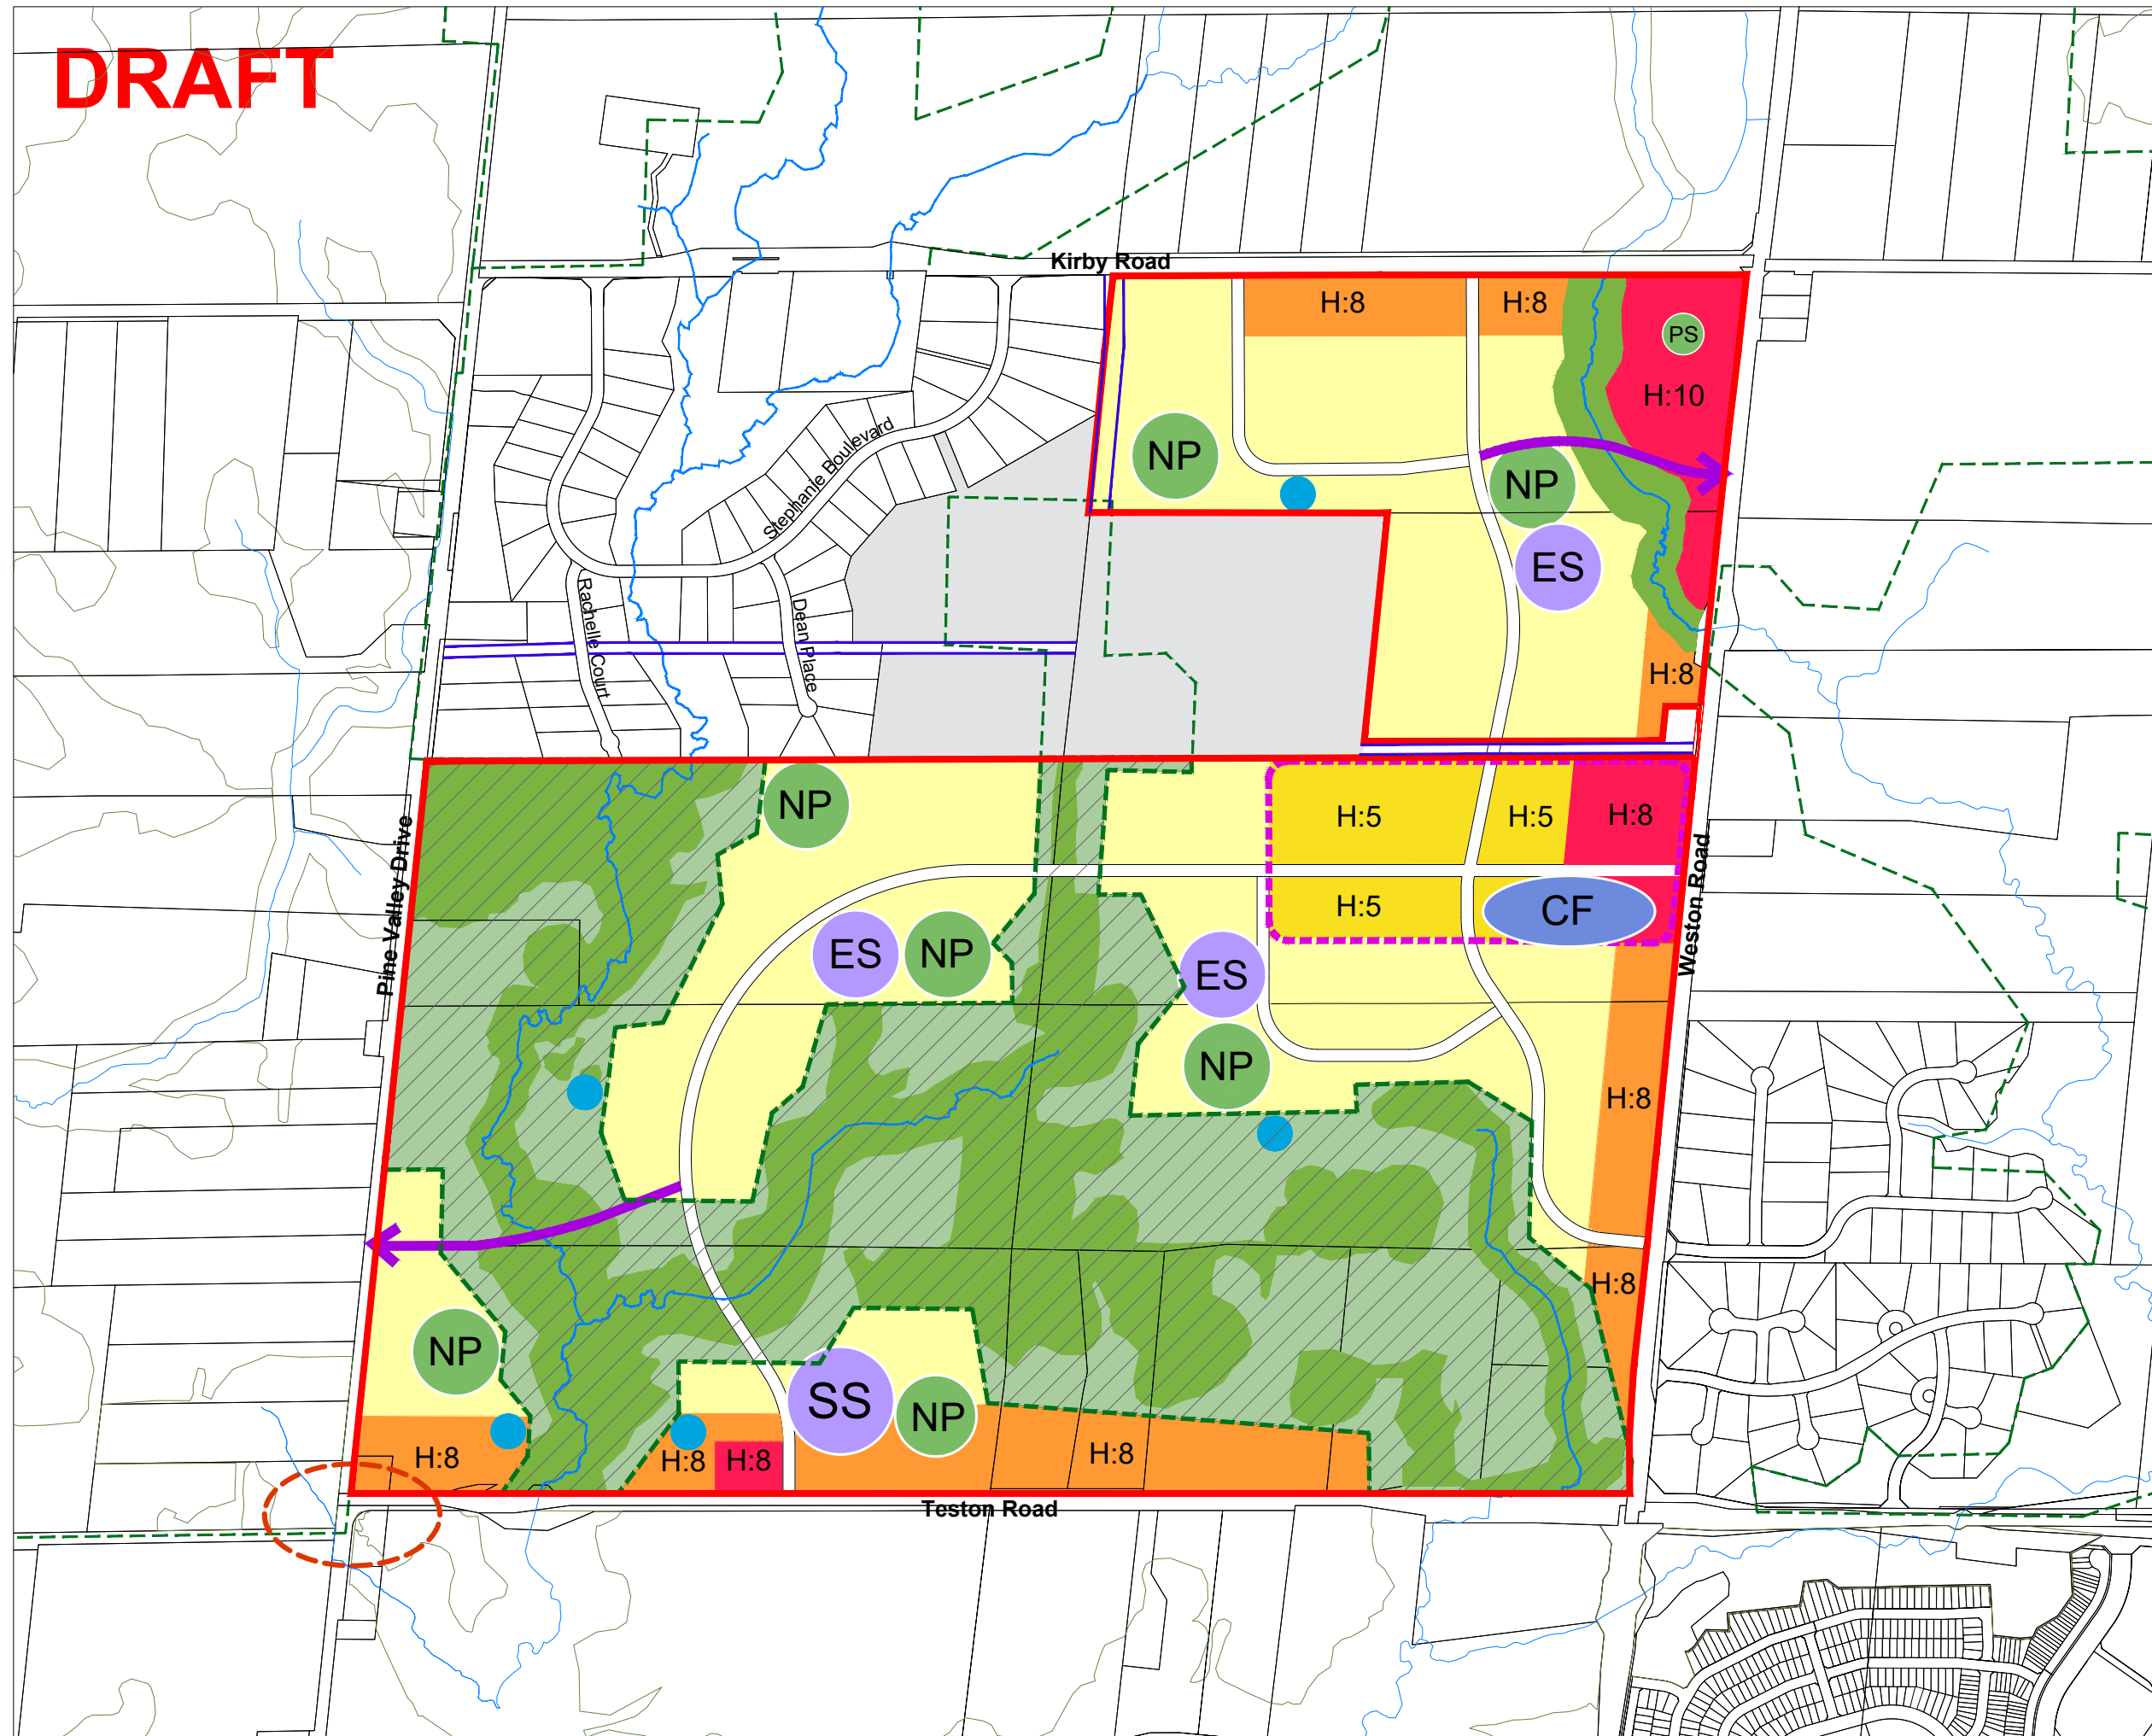 DRAFT
Kirby Road
H:8
H:8
PS
H:10
Stephanie Boulevard
NP
NP
ES
Rachelle Court
Dean Place
H:8
NP
H:5
H:5
H:8
Pine Valley Drive
H:5
CF
Weston Road
ES
NP
ES
NP
H:8
H:8
NP
SS
NP
H:8
H:8
H:8
H:8
Teston Road